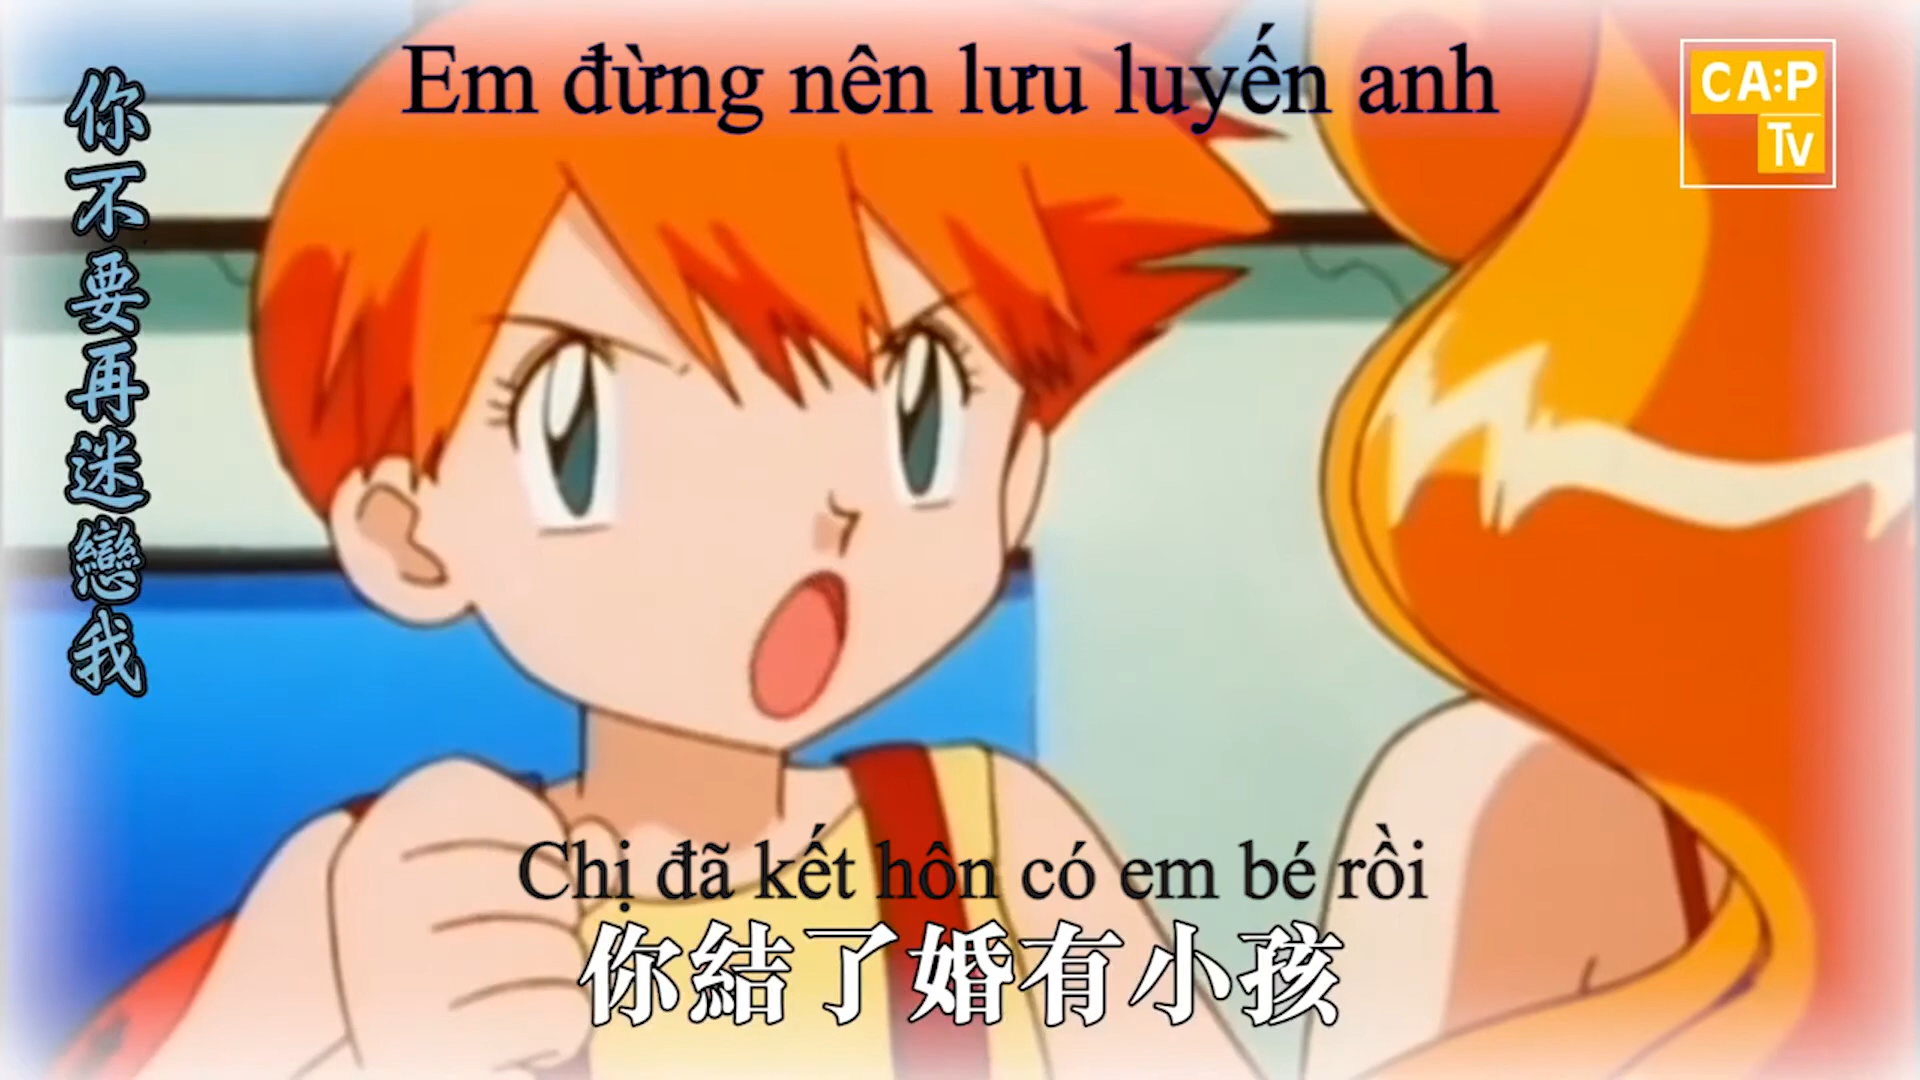 Em đừng nên lưu luyến anh
CA:P
Tv
你不要再迷戀我
Chị đã kết hôn có em bé rồi
你結了婚有小孩